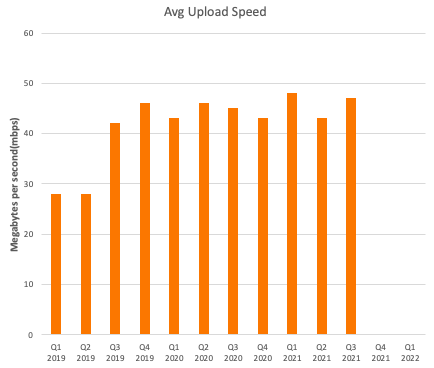 Avg Upload Speed
Megabytes per second(mbps)
60
50
40
30
20
10
0
Q1 Q2 Q3 Q4 Q1 Q2 Q3 Q4 Q1 Q2 Q3 Q4 Q1
2019 2019 2019 2019 2020 2020 2020 2020 2021 2021 2021 2021 2022